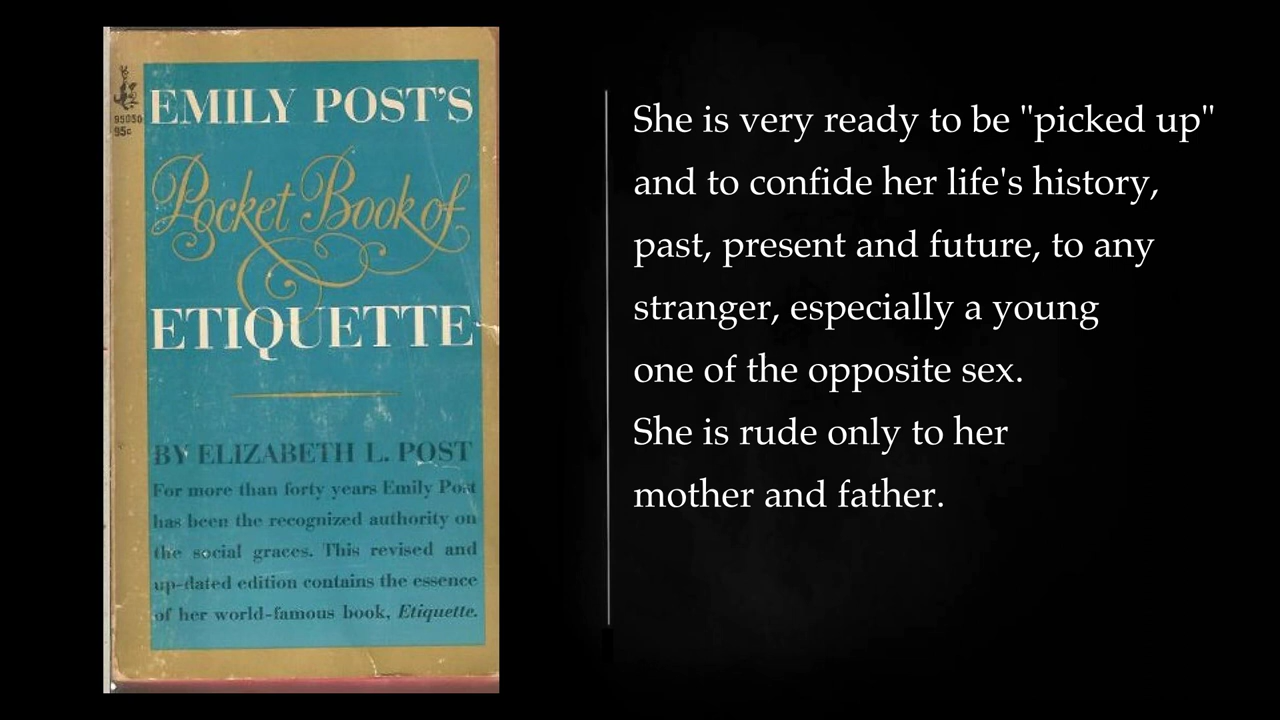 EMILY POST'S
Pocket Book of
ETIQUETTE
95050
95c
BY ELIZABETH L. POST
For more than forty years Emily Post
has been the recognized authority on
the social graces. This revised and
up-dated edition contains the essence
of her world-famous book, Etiquette.
She is very ready to be "picked up"
and to confide her life's history,
past, present and future, to any
stranger, especially a young
one of the opposite sex.
She is rude only to her
mother and father.